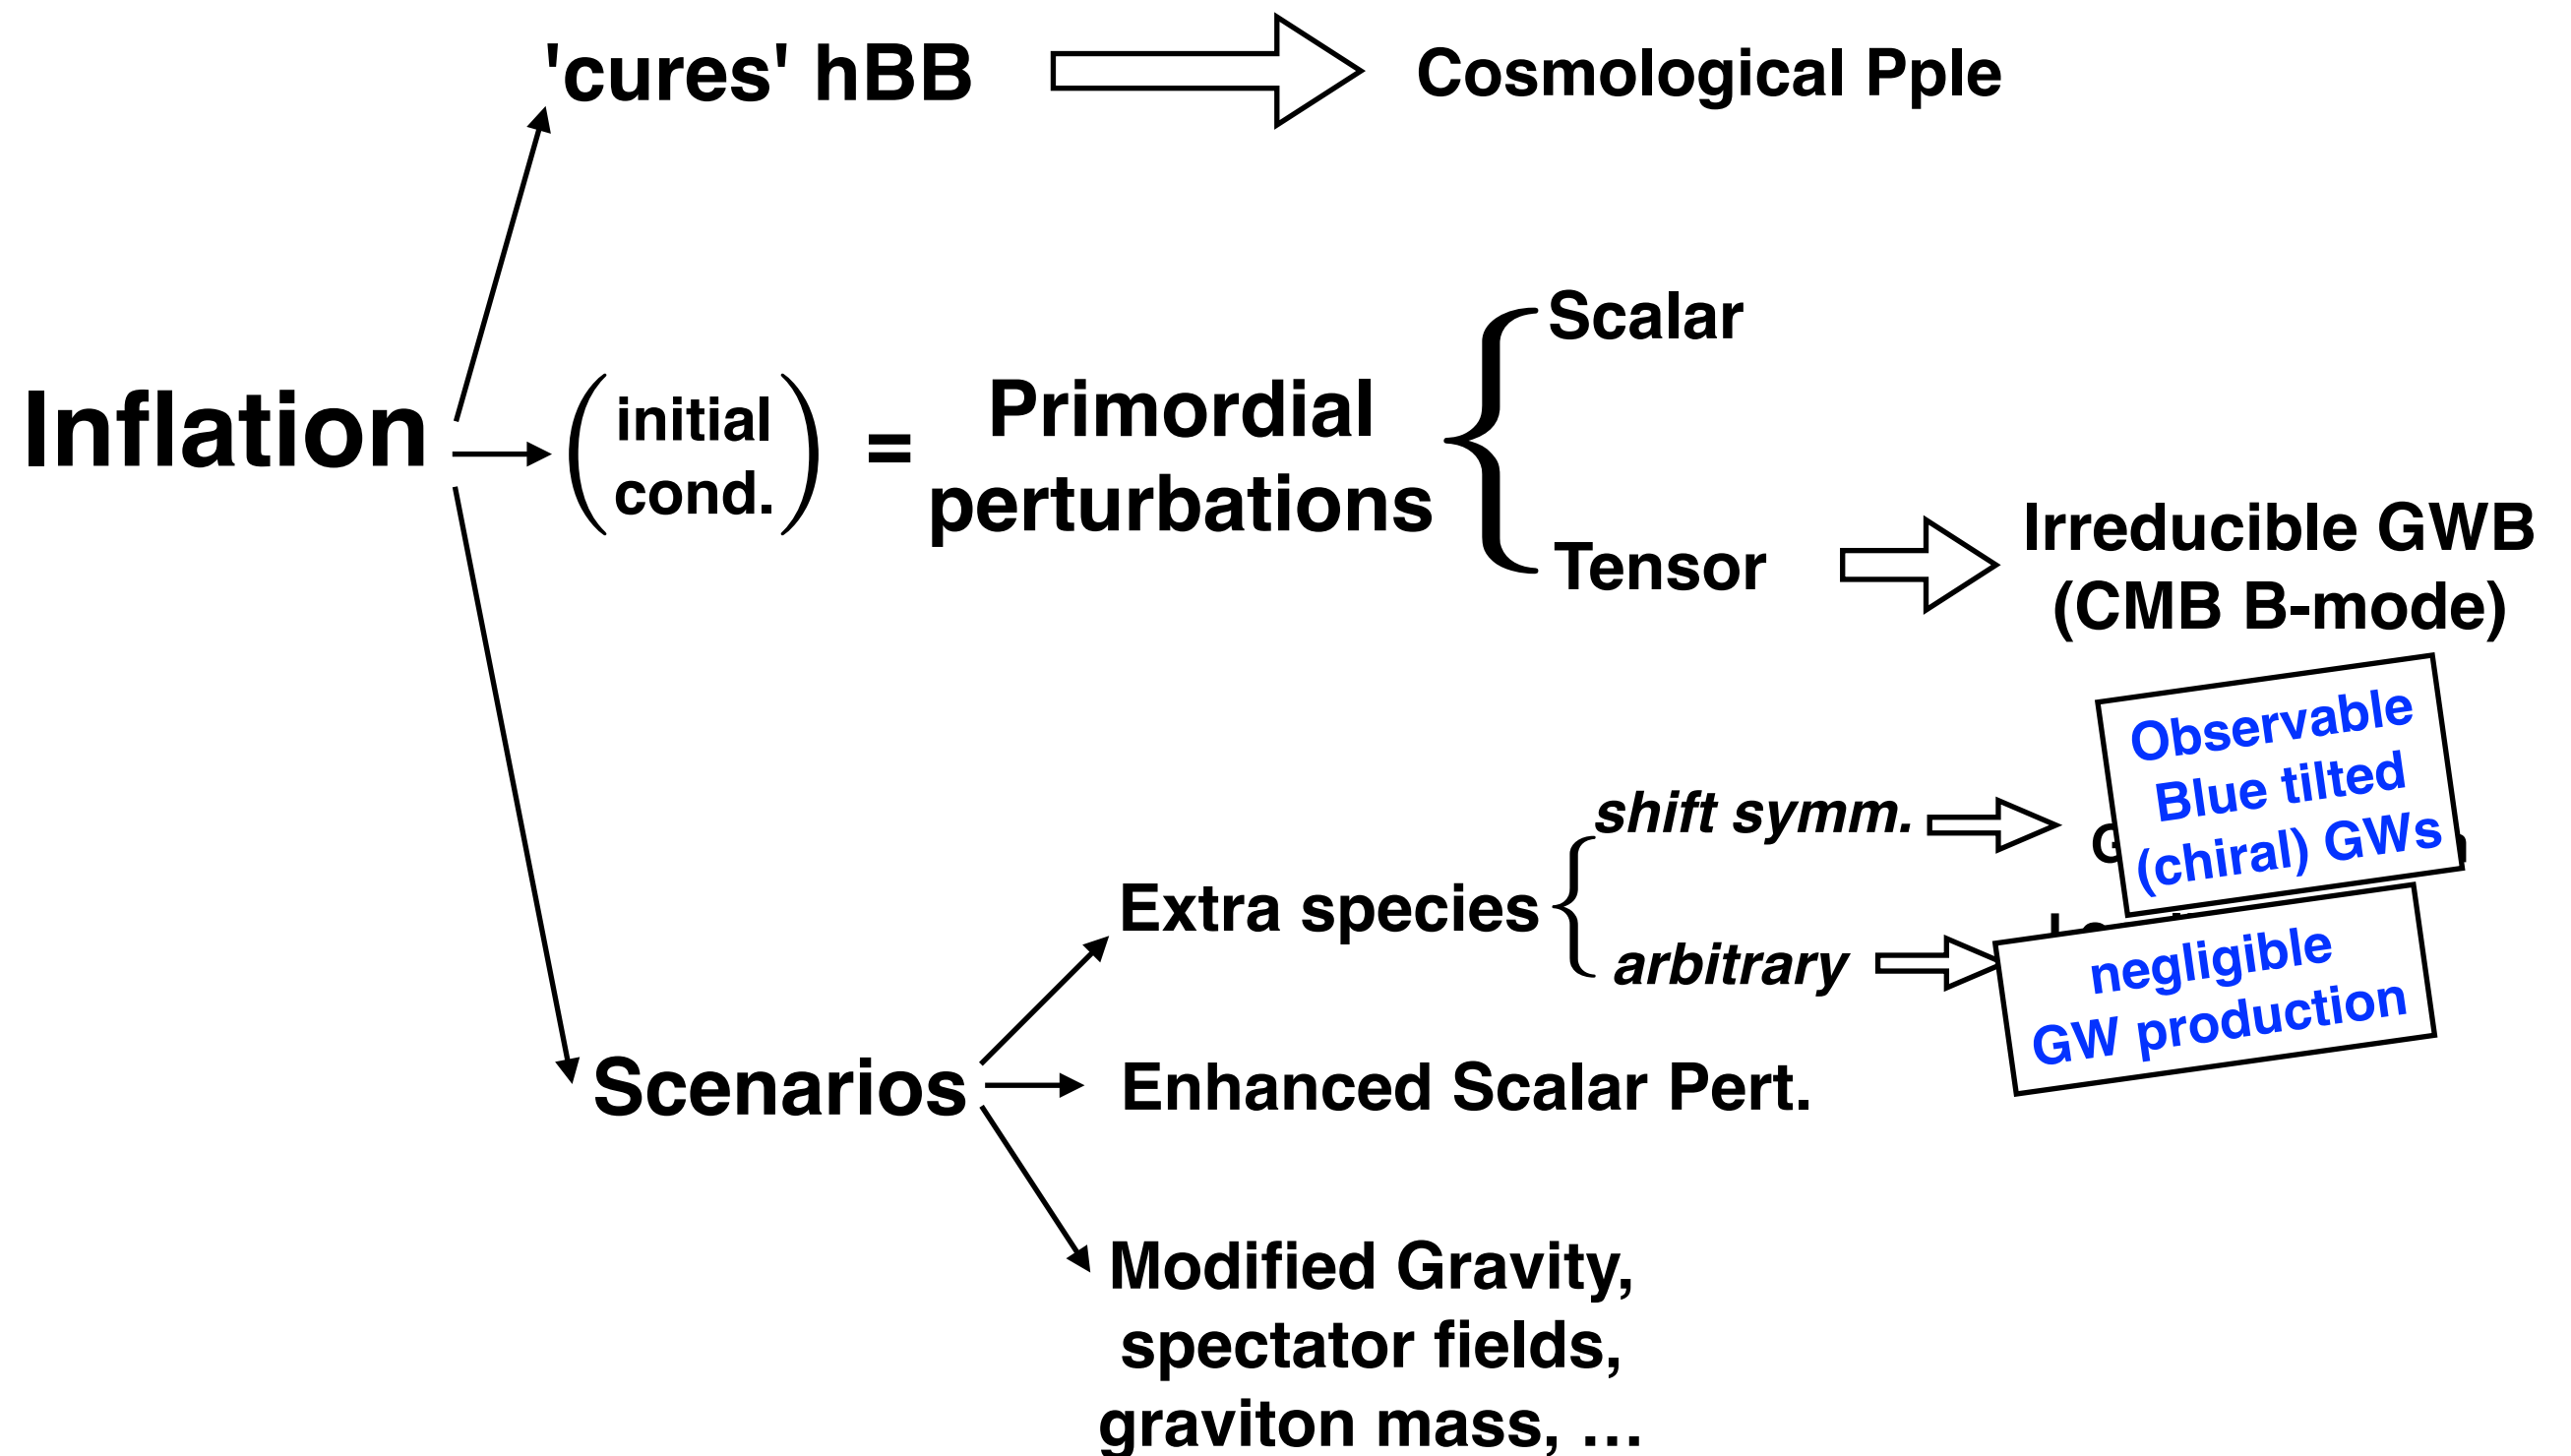 'cures' hBB
Cosmological Pple
Inflation
initial
cond.
=
Primordial
perturbations
Scalar
Tensor
Irreducible GWB
(CMB B-mode)
Scenarios
Extra species
shift symm.
Observable
Blue tilted
(chiral) GWs
arbitrary
negligible
GW production
Enhanced Scalar Pert.
Modified Gravity,
spectator fields,
graviton mass, …